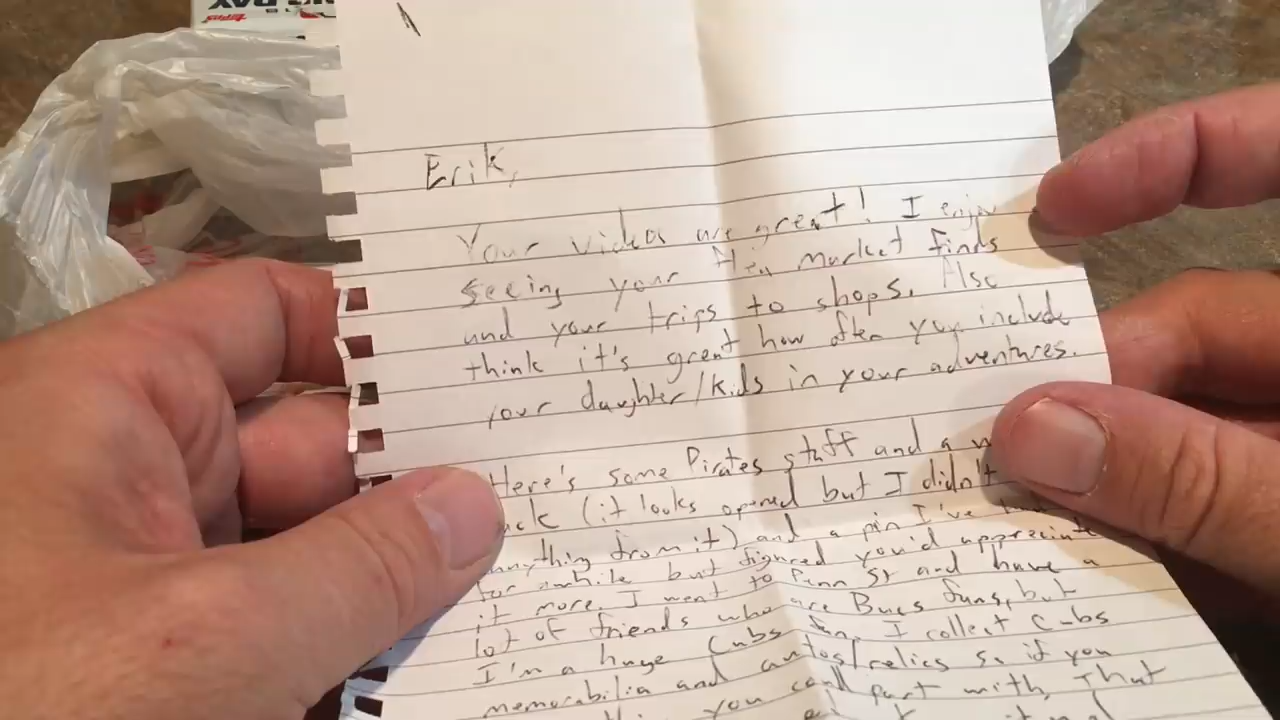 Erik,
Your videos are great! I enjoy
seeing your flea market finds
and your trips to shops. Also
think it's great how often you include
your daughter/kids in your adventures.
Here's some Pirates stuff and a
ack (it looks opened but I didn't
anything from it) and a pin I've
for awhile but figured you'd appreciate
it more. I went to Penn St and have a
lot of friends who are Bucs fans, but
I'm a huge Cubs fan. I collect Cubs
memorabilia and autos/relics so if you
you can part with, that